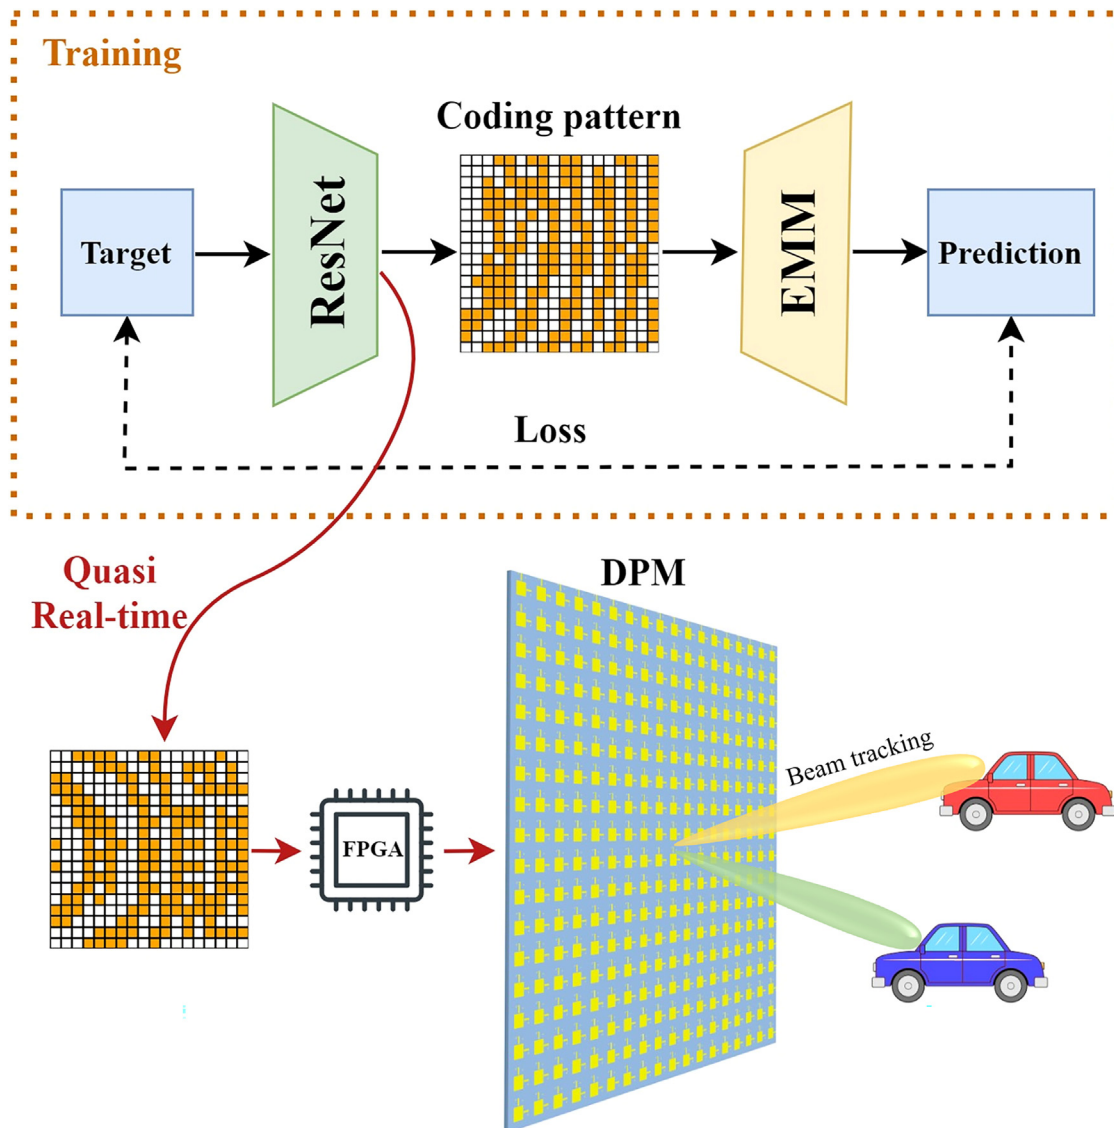 Training
Coding pattern
Target
ResNet
EMM
Prediction
Loss
Quasi
Real-time
DPM
Beam tracking
FPGA